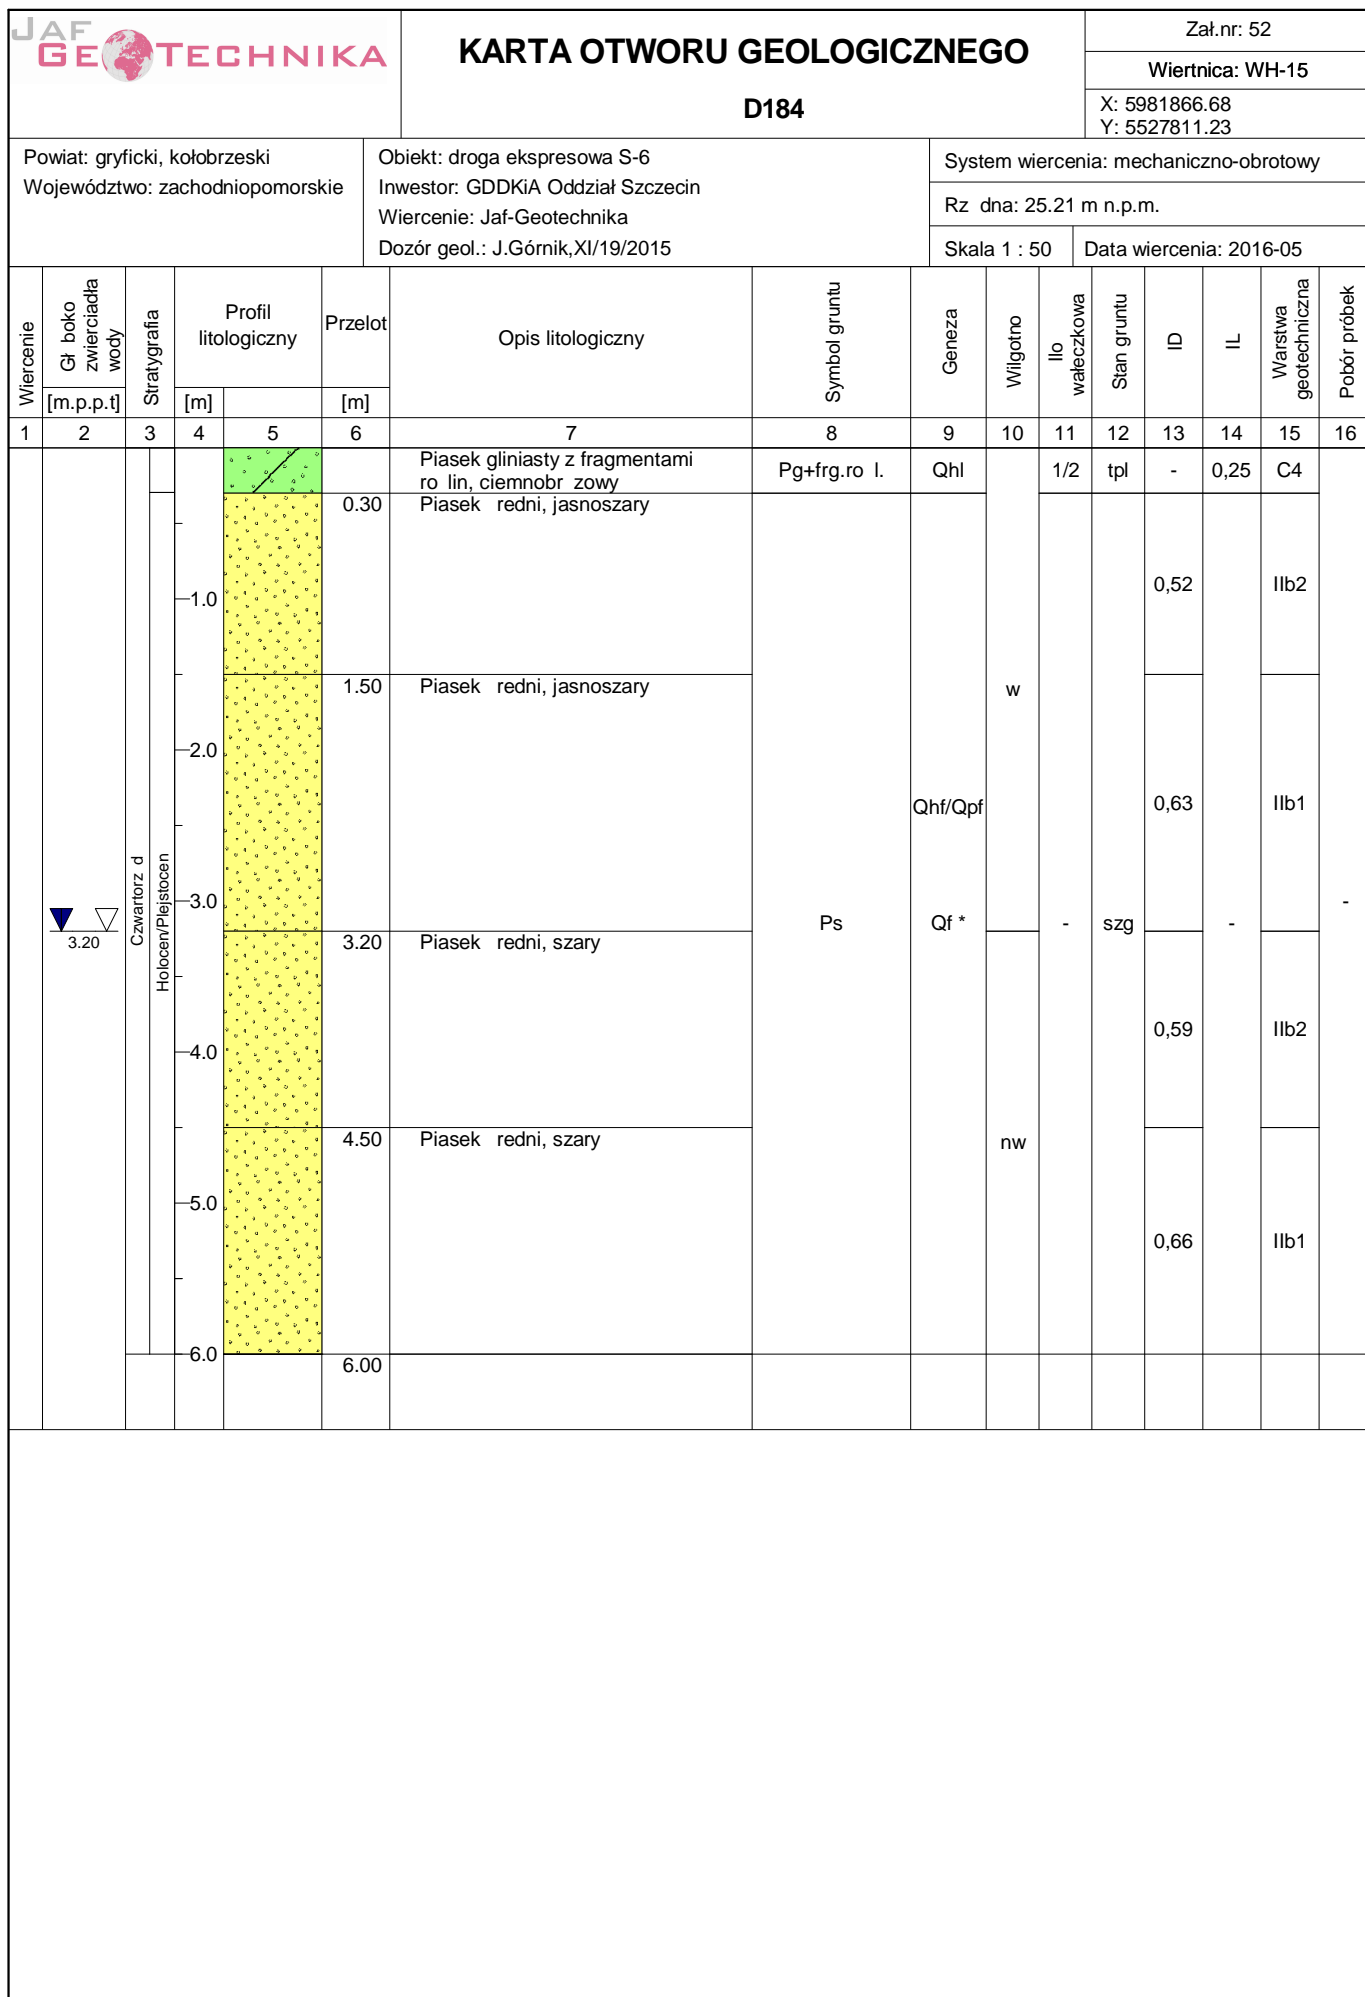 JAF
GEOTECHNIKA
KARTA OTWORU GEOLOGICZNEGO
D184
Zał.nr: 52
Wiertnica: WH-15
X: 5981866.68
Y: 5527811.23
Powiat: gryficki, kołobrzeski
Województwo: zachodniopomorskie
Obiekt: droga ekspresowa S-6
Inwestor: GDDKiA Oddział Szczecin
Wiercenie: Jaf-Geotechnika
Dozór geol.: J.Górnik,XI/19/2015
System wiercenia: mechaniczno-obrotowy
Rz dna: 25.21 m n.p.m.
Skala 1 : 50
Data wiercenia: 2016-05
Wiercenie
Gł boko
zwierciadła
wody
[m.p.p.t]
Stratygrafia
Profil
litologiczny
[m]
Przelot
[m]
Opis litologiczny
Symbol gruntu
Geneza
Wilgotno
Ilo
wałeczkowa
Stan gruntu
ID
IL
Warstwa
geotechniczna
Pobór próbek
1 2 3 4 5 6 7 8 9 10 11 12 13 14 15 16
Piasek gliniasty z fragmentami
ro lin, ciemnobr zowy
Pg+frg.ro l. Qhl 1/2 tpl - 0,25 C4
0.30 Piasek redni, jasnoszary
1.0 0,52 IIb2
1.50 Piasek redni, jasnoszary
w
2.0
Qhf/Qpf 0,63 IIb1
Czwartorz d
Holocen/Plejstocen
3.0
-
3.20
Ps Qf * - szg -
3.20 Piasek redni, szary
4.0 0,59 IIb2
4.50 Piasek redni, szary
nw
5.0
0,66 IIb1
6.0
6.00